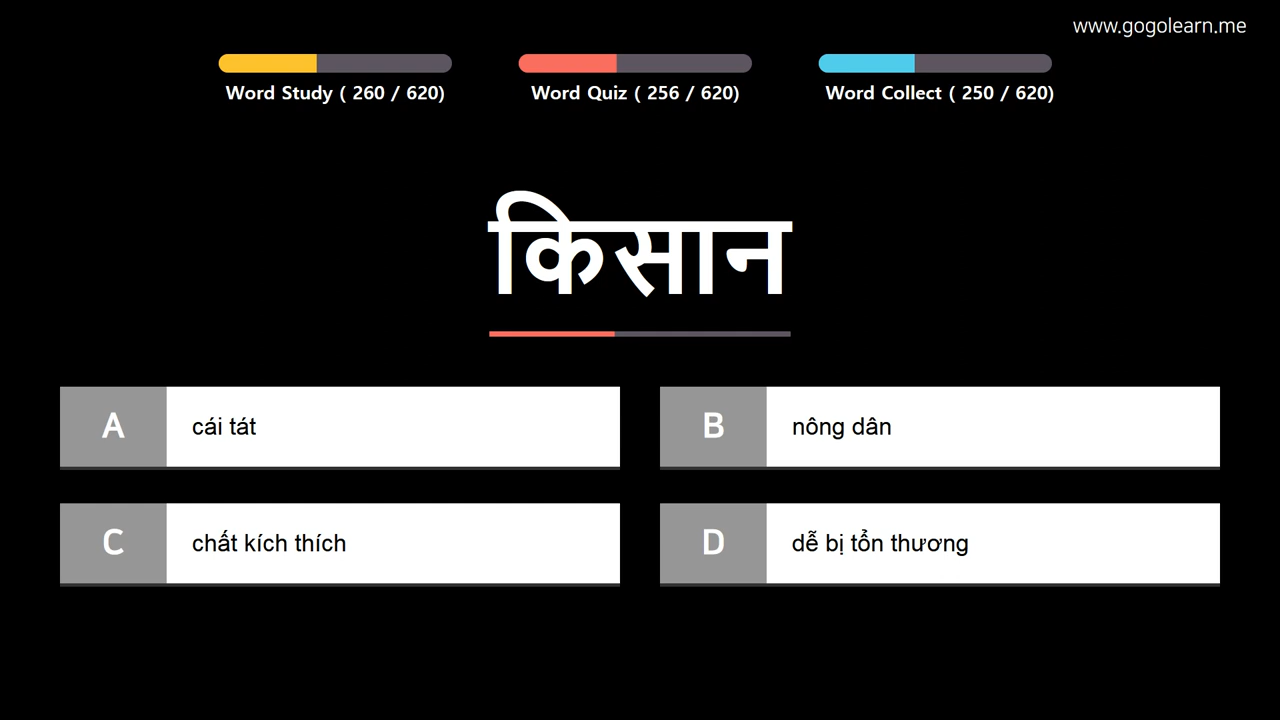 www.gogolearn.me
Word Study ( 260 / 620)
Word Quiz ( 256 / 620)
Word Collect ( 250 / 620)
किसान
A
cái tát
B
nông dân
C
chất kích thích
D
dễ bị tổn thương